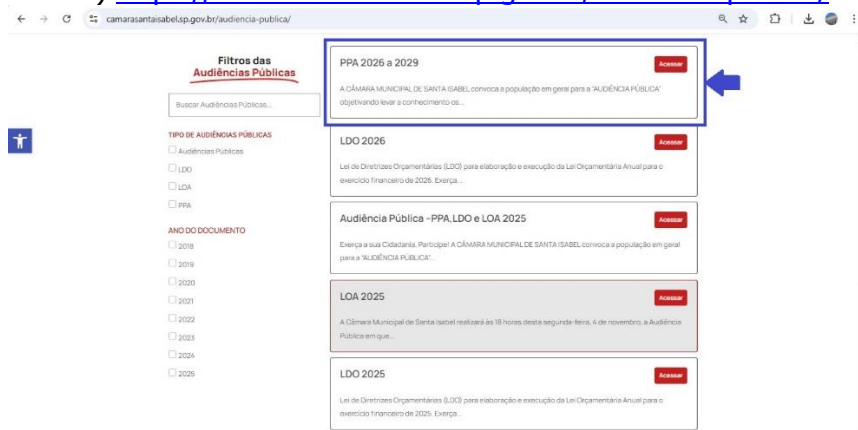 camarasantaisabel.sp.gov.br/audiencia-publica/
Filtros das
Audiências Públicas
Buscar Audiências Públicas...
TIPO DE AUDIÊNCIAS PÚBLICAS
Audiências Públicas
LDO
LOA
PPA
ANO DO DOCUMENTO
2018
2019
2020
2021
2022
2023
2024
2025
PPA 2026 a 2029
Acessar
A CÂMARA MUNICIPAL DE SANTA ISABEL convoca a população em geral para a "AUDIÊNCIA PÚBLICA"
objetivando levar a conhecimento os...
LDO 2026
Acessar
Lei de Diretrizes Orçamentárias (LDO) para elaboração e execução da Lei Orçamentária Anual para o
exercício financeiro de 2026. Exerça...
Audiência Pública –PPA,LDO e LOA 2025
Acessar
Exerça a sua Cidadania, Participe! A CÂMARA MUNICIPAL DE SANTA ISABEL convoca a população em geral
para a "AUDIÊNCIA PÚBLICA"...
LOA 2025
Acessar
A Câmara Municipal de Santa Isabel realizará às 18 horas desta segunda-feira, 4 de novembro, a Audiência
Pública em que...
LDO 2025
Acessar
Lei de Diretrizes Orçamentárias (LDO) para elaboração e execução da Lei Orçamentária Anual para o
exercício financeiro de 2025. Exerça...